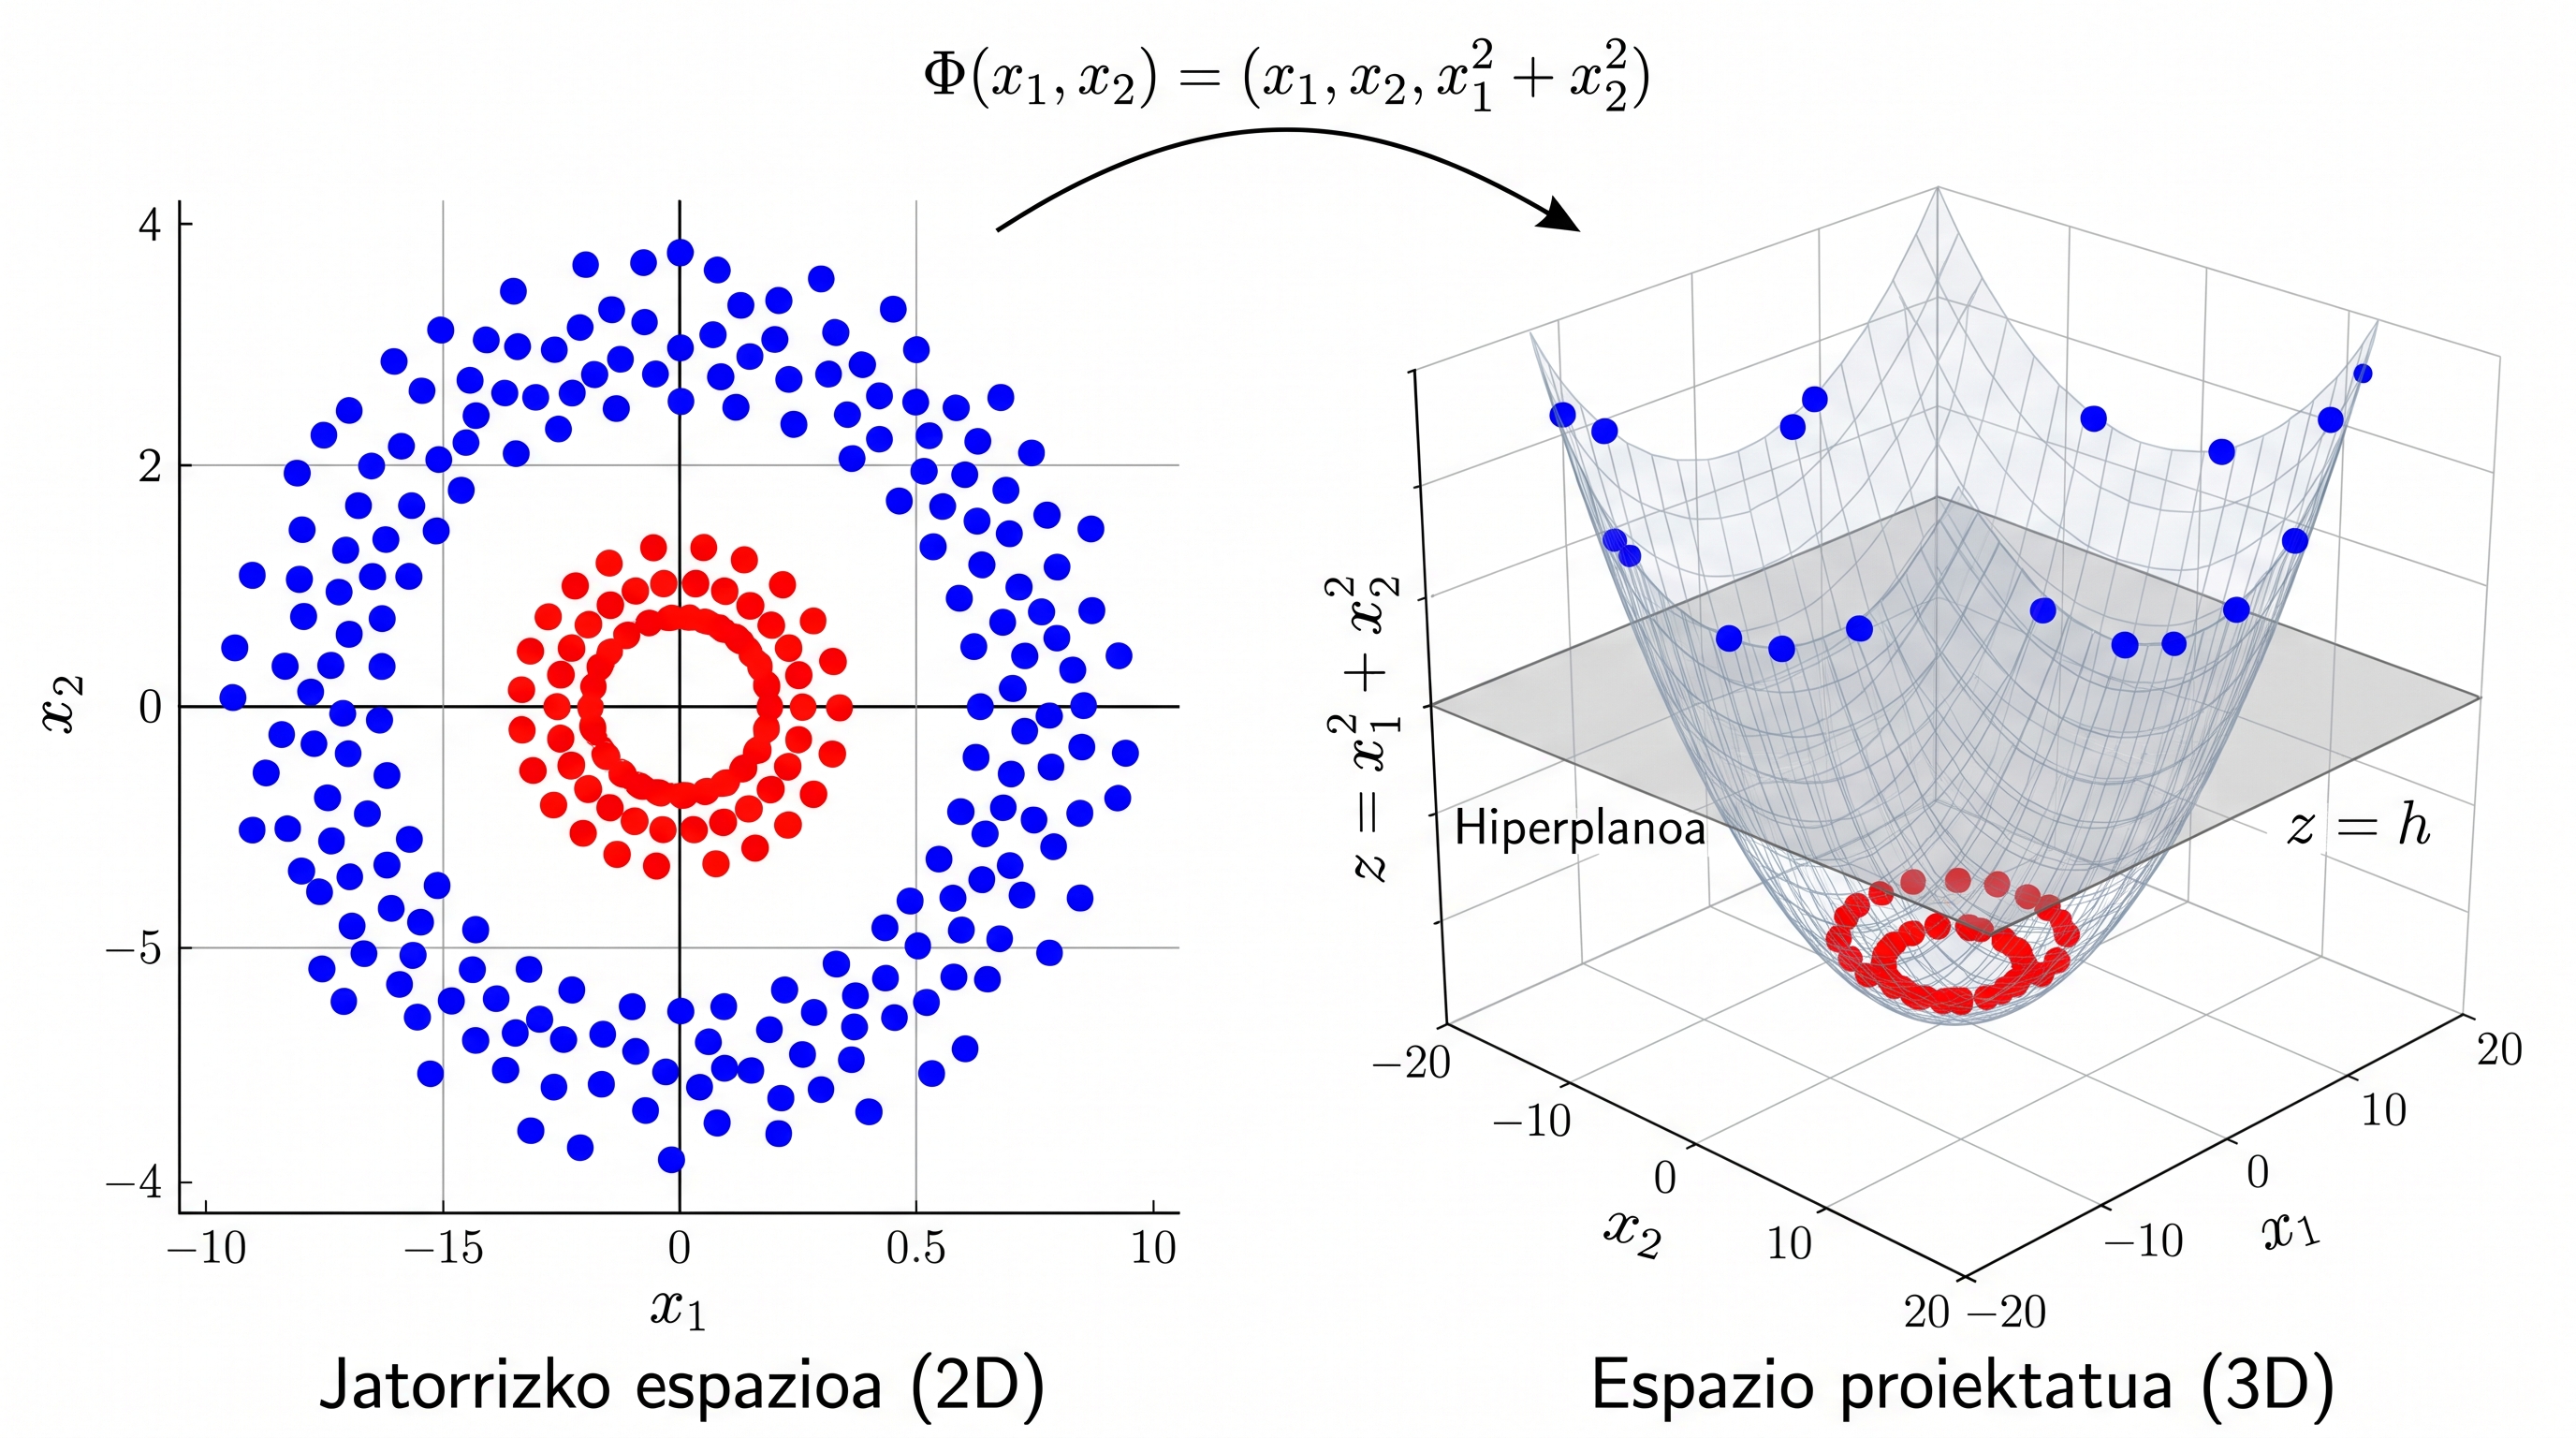 Φ(x₁, x₂) = (x₁, x₂, x₁² + x₂²)
4
2
0
−5
−4
x₂
−10
−15
0
0.5
10
x₁
Jatorrizko espazioa (2D)
z = x₁² + x₂²
Hiperplanoa
z = h
−20
−10
0
10
20
x₂
−20
−10
0
10
20
x₁
Espazio proiektatua (3D)